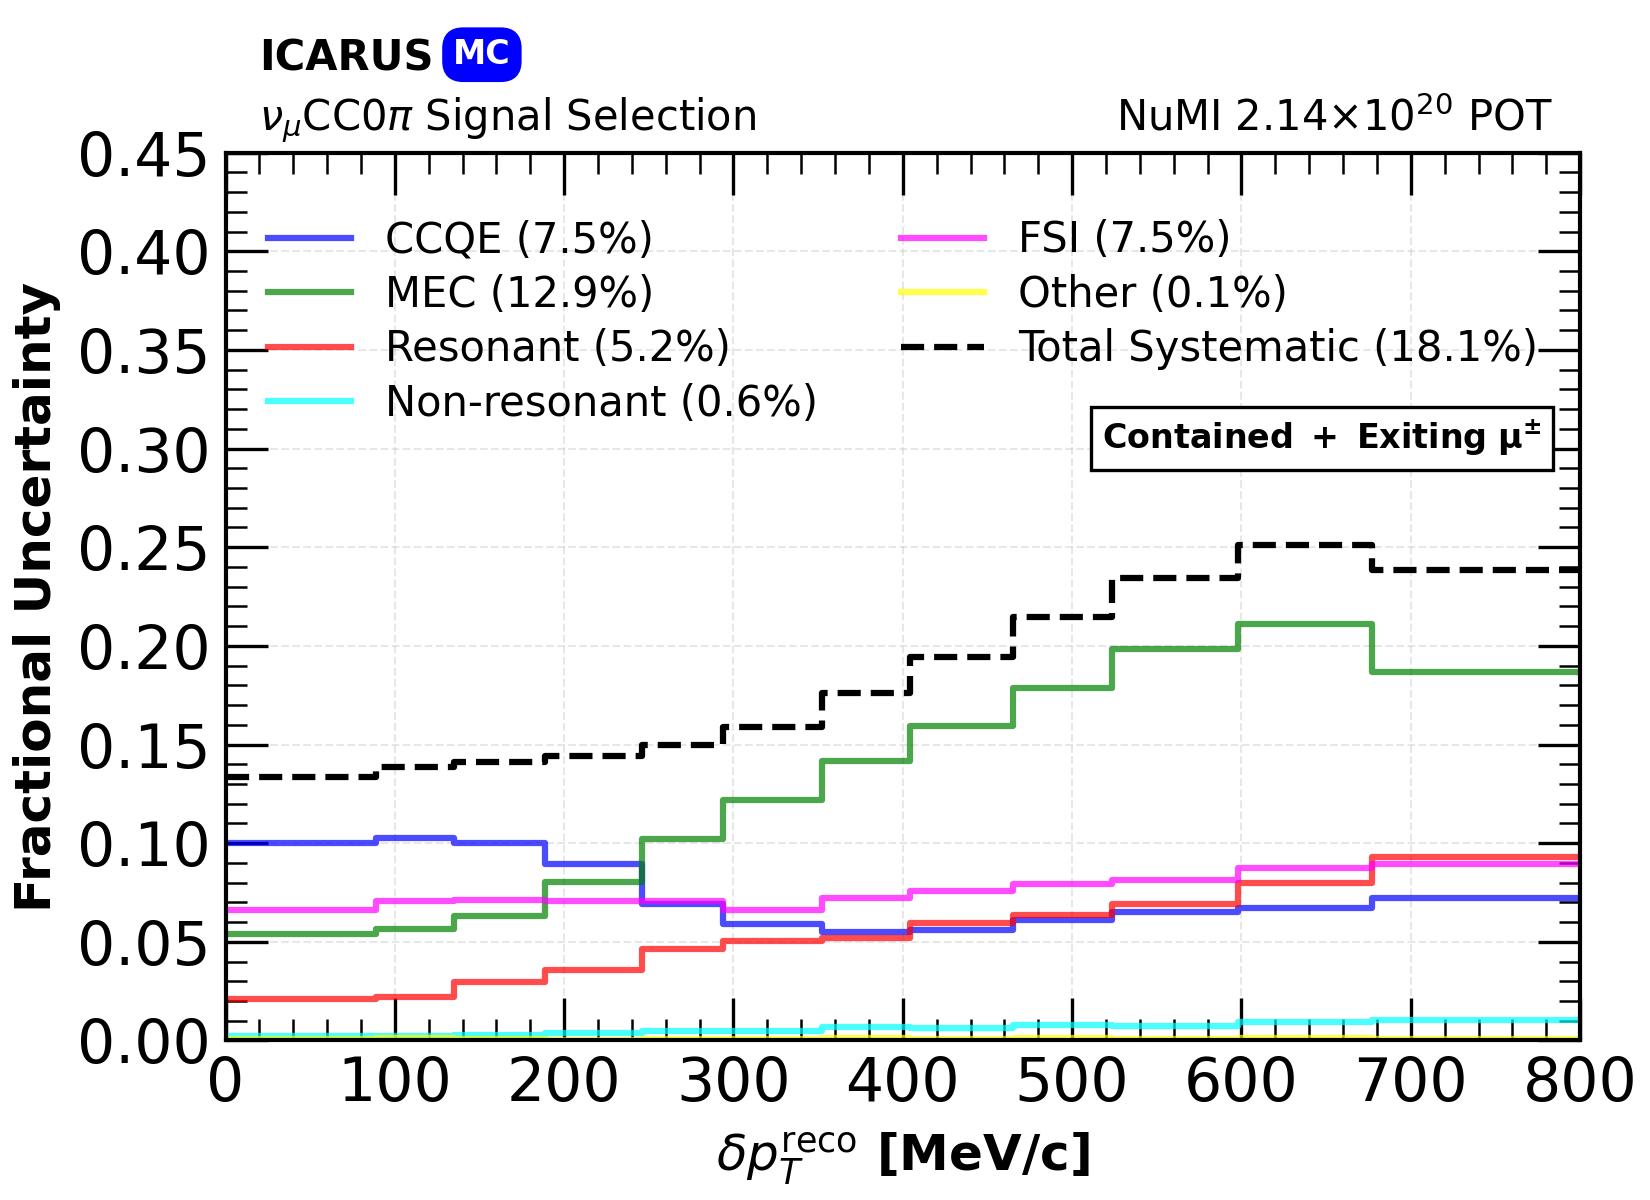 ICARUS MC
νμCC0π Signal Selection
NuMI 2.14×10²⁰ POT
Fractional Uncertainty
0.45
0.40
0.35
0.30
0.25
0.20
0.15
0.10
0.05
0.00
CCQE (7.5%)
MEC (12.9%)
Resonant (5.2%)
Non-resonant (0.6%)
FSI (7.5%)
Other (0.1%)
Total Systematic (18.1%)
Contained + Exiting μ±
0 100 200 300 400 500 600 700 800
δp_T^reco [MeV/c]